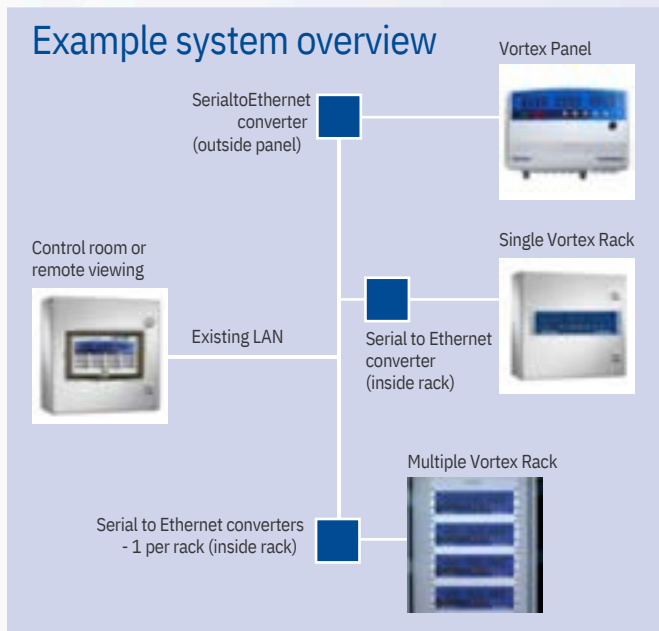 Example system overview
Vortex Panel
SerialtoEthernet
converter
(outside panel)
Single Vortex Rack
Control room or
remote viewing
Existing LAN
Serial to Ethernet
converter
(inside rack)
Multiple Vortex Rack
Serial to Ethernet converters
- 1 per rack (inside rack)